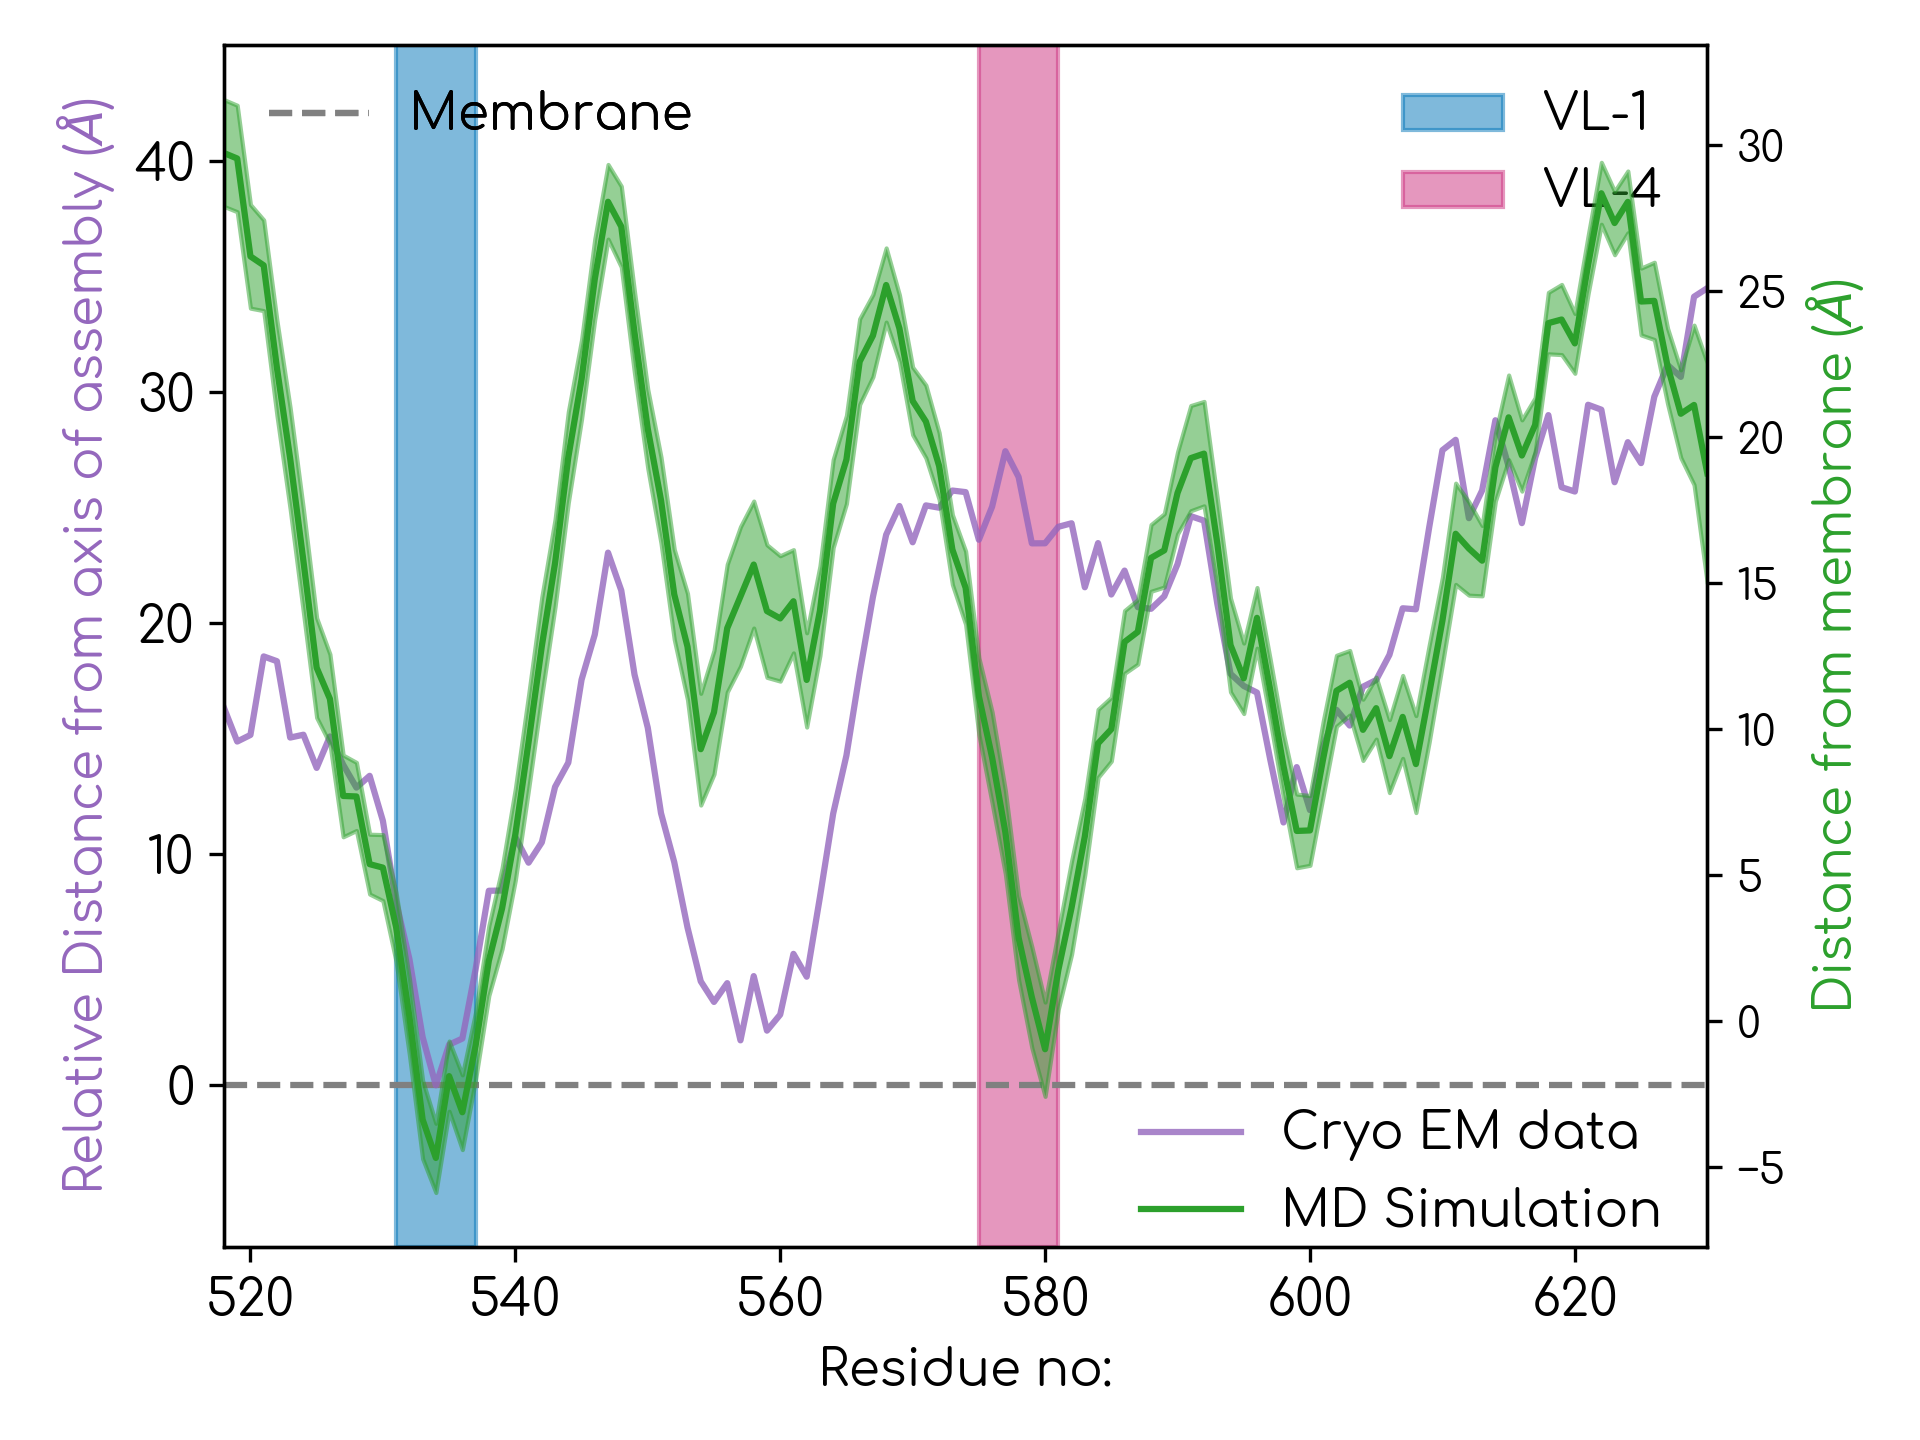 Relative Distance from axis of assembly (Å)
40
30
20
10
0
Membrane
VL-1
VL-4
Cryo EM data
MD Simulation
30
25
20
15
10
5
0
−5
Distance from membrane (Å)
520 540 560 580 600 620
Residue no: